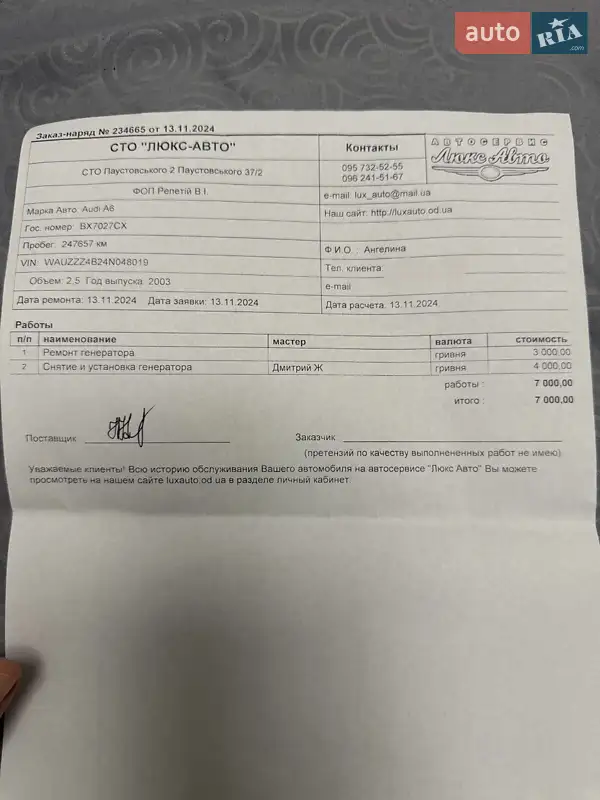 auto RIA.com
Заказ-наряд № 234665 от 13.11.2024
СТО "ЛЮКС-АВТО"
Контакты
АВТОСЕРВИС
Люкс Авто
СТО Паустовського 2 Паустовського 37/2
095 732-52-55
096 241-51-67
ФОП Репетій В І.
e-mail lux_auto@mail.ua
Марка Авто Audi A6
Наш сайт: http://luxauto.od.ua
Гос. номер: BX7027CX
Пробег: 247657 км
Ф.И.О. : Ангелина
VIN: WAUZZZ4B24N048019
Тел. клиента:
Объем: 2,5 Год выпуска 2003
e-mail
Дата ремонта: 13.11.2024 Дата заявки: 13.11.2024
Дата расчета: 13.11.2024
Работы
п/п наименование мастер валюта стоимость
1 Ремонт генератора гривня 3 000,00
2 Снятие и установка генератора Дмитрий Ж гривня 4 000,00
работы : 7 000,00
итого : 7 000,00
Поставщик
Заказчик
(претензий по качеству выполнененных работ не имею)
Уважаемые клиенты! Всю историю обслуживания Вашего автомобиля на автосервисе "Люкс Авто" Вы можете
просмотреть на нашем сайте luxauto.od.ua в разделе личный кабинет